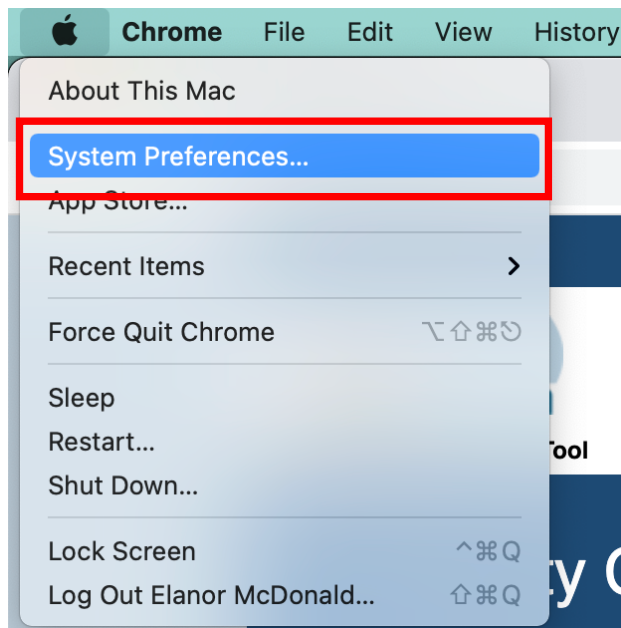 Chrome File Edit View History
About This Mac
System Preferences...
App Store...
Recent Items
Force Quit Chrome ⌥⇧⌘⎋
Sleep
Restart...
Tool
Shut Down...
Lock Screen ^⌘Q
Log Out Elanor McDonald... ⇧⌘Q